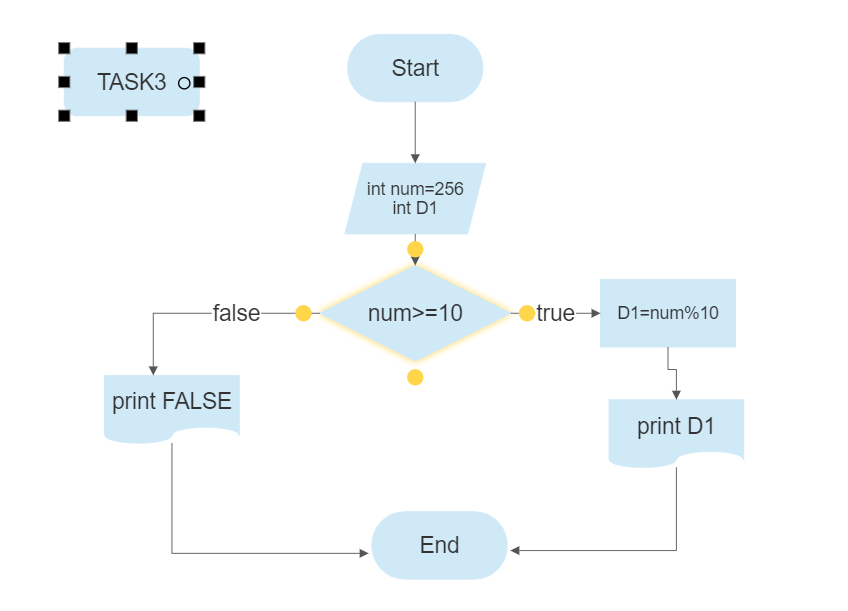 TASK3
Start
int num=256
int D1
num>=10
false
true
D1=num%10
print FALSE
print D1
End